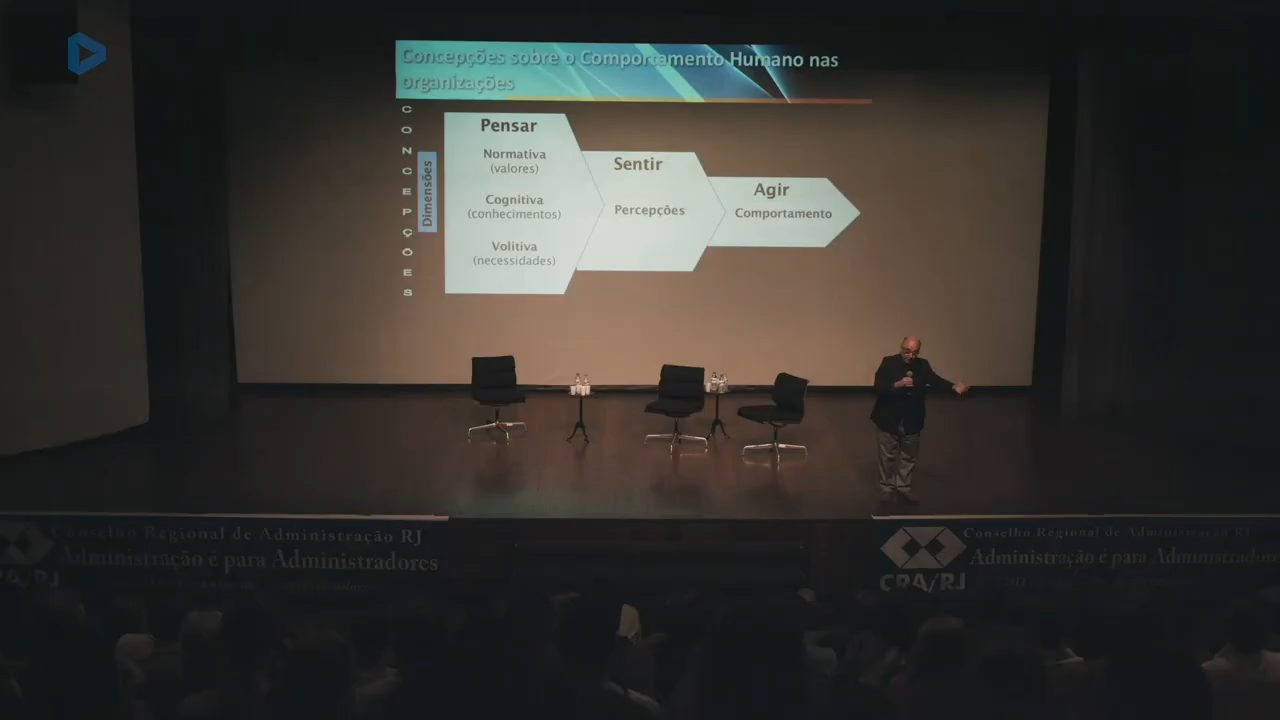 Concepções sobre o Comportamento Humano nas
organizações
CONCEPÇÕES
Dimensões
Pensar
Normativa
(valores)
Cognitiva
(conhecimentos)
Volitiva
(necessidades)
Sentir
Percepções
Agir
Comportamento
Conselho Regional de Administração RJ
Administração é para Administradores
Conselho Regional de Administração RJ
Administração é para Administradores
CRA/RJ